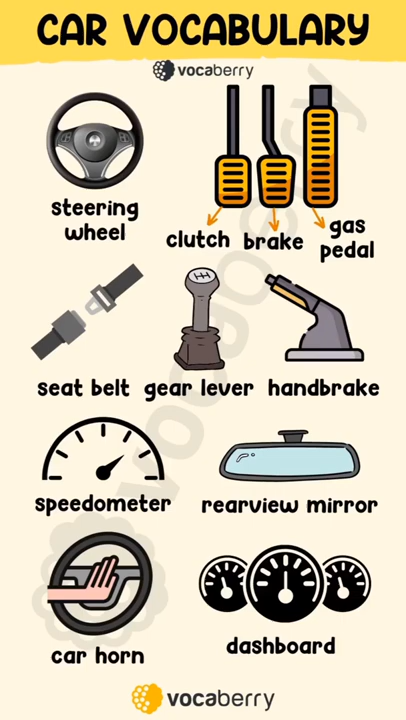 CAR VOCABULARY
vocaberry
steering
wheel
clutch
brake
gas
pedal
seat belt
gear lever
handbrake
speedometer
rearview mirror
car horn
dashboard
vocaberry
vocaberry